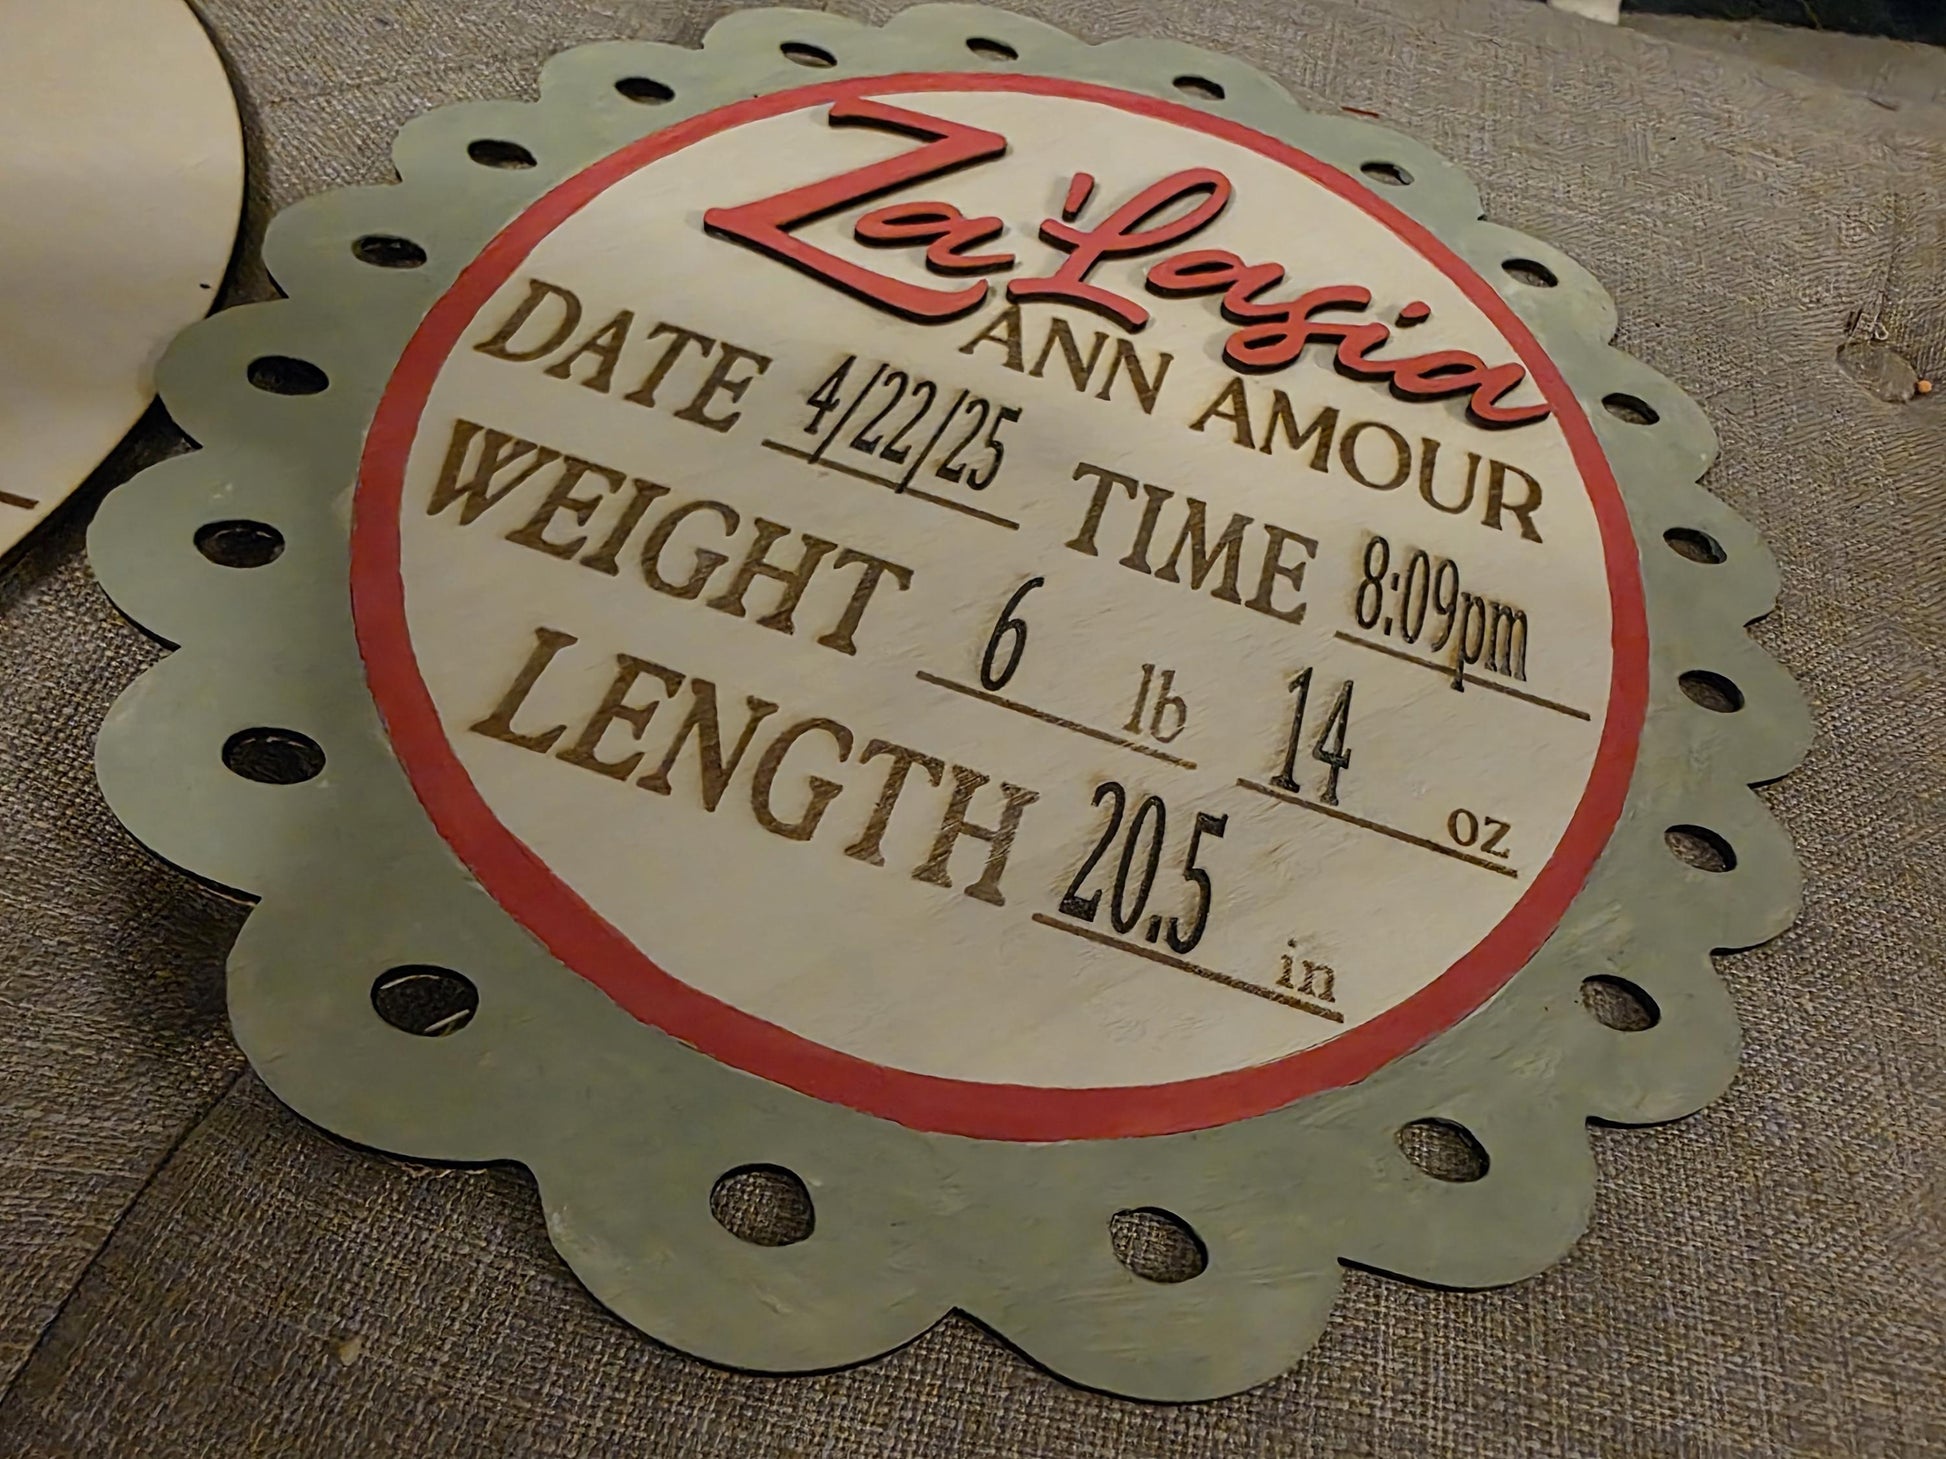 Za'Lasia
ANN AMOUR
DATE 4/22/25 TIME 8:09pm
WEIGHT 6 lb 14 oz
LENGTH 20.5 in